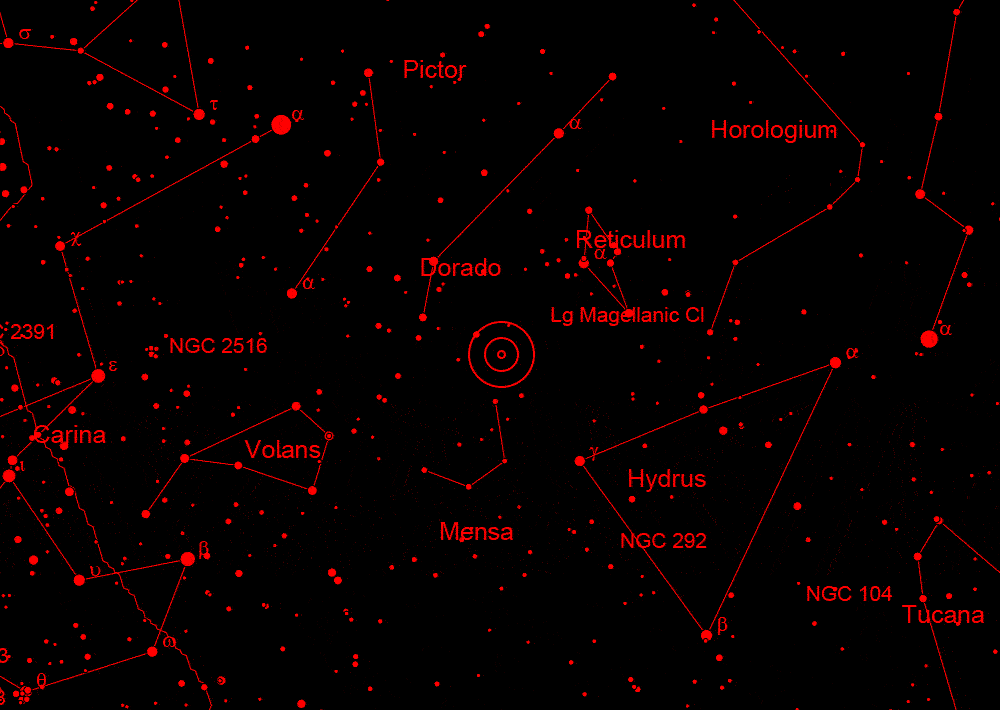 σ
Pictor
τ
α
α
Horologium
χ
Reticulum
α
Dorado
α
Lg Magellanic Cl
C 2391
NGC 2516
α
α
ε
Carina
Volans
γ
ι
Hydrus
Mensa
NGC 292
β
υ
NGC 104
Tucana
β
ω
3
θ